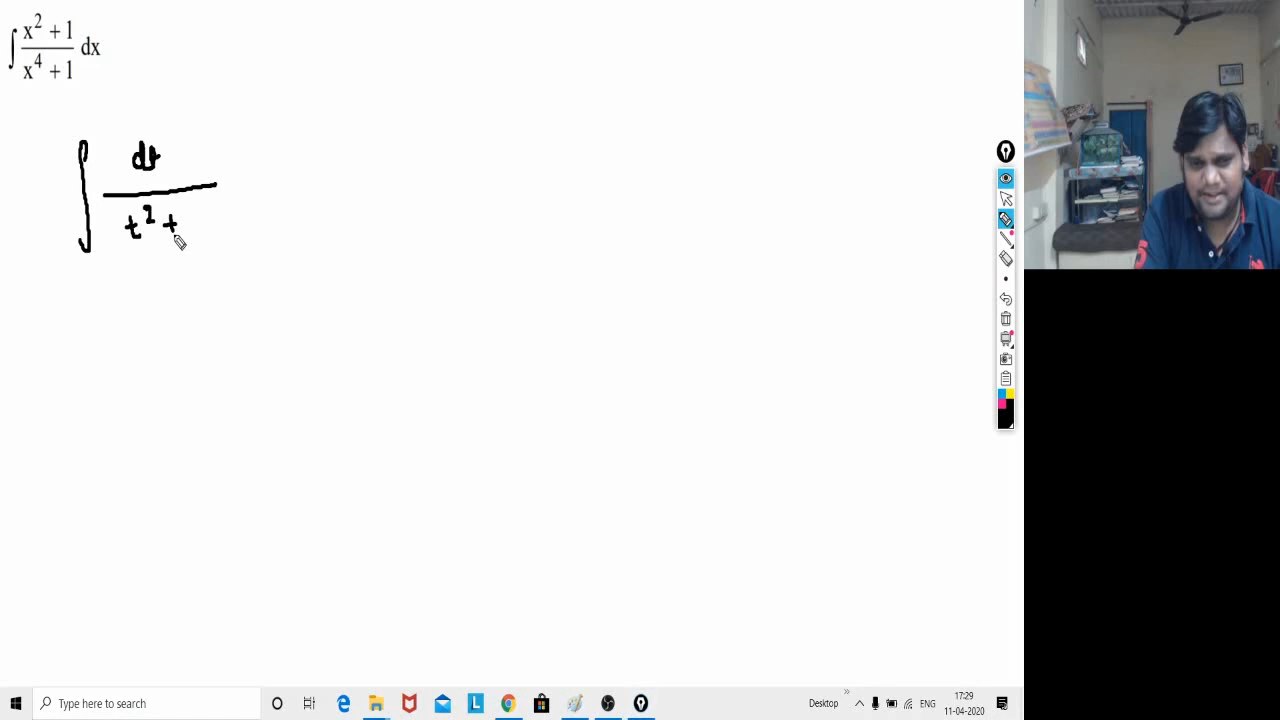 ∫ x² + 1 / x⁴ + 1 dx
∫ dt / t² +
Type here to search
Desktop
ENG
17:29
11-04-2020